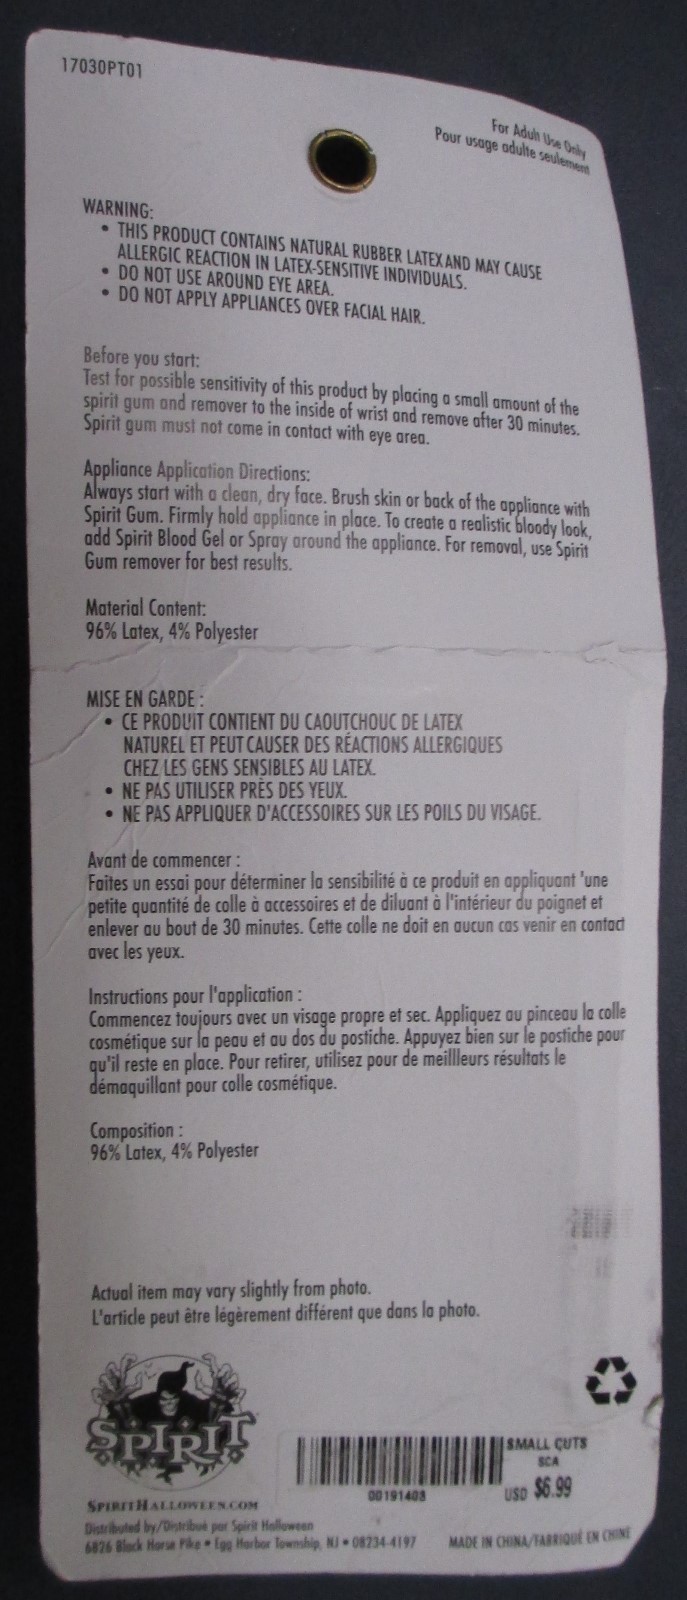 17030PT01
For Adult Use Only
Pour usage adulte seulement
WARNING:
• THIS PRODUCT CONTAINS NATURAL RUBBER LATEX AND MAY CAUSE
ALLERGIC REACTION IN LATEX-SENSITIVE INDIVIDUALS.
• DO NOT USE AROUND EYE AREA.
• DO NOT APPLY APPLIANCES OVER FACIAL HAIR.
Before you start:
Test for possible sensitivity of this product by placing a small amount of the
spirit gum and remover to the inside of wrist and remove after 30 minutes.
Spirit gum must not come in contact with eye area.
Appliance Application Directions:
Always start with a clean, dry face. Brush skin or back of the appliance with
Spirit Gum. Firmly hold appliance in place. To create a realistic bloody look,
add Spirit Blood Gel or Spray around the appliance. For removal, use Spirit
Gum remover for best results.
Material Content:
96% Latex, 4% Polyester
MISE EN GARDE :
• CE PRODUIT CONTIENT DU CAOUTCHOUC DE LATEX
NATUREL ET PEUT CAUSER DES RÉACTIONS ALLERGIQUES
CHEZ LES GENS SENSIBLES AU LATEX.
• NE PAS UTILISER PRÈS DES YEUX.
• NE PAS APPLIQUER D'ACCESSOIRES SUR LES POILS DU VISAGE.
Avant de commencer :
Faites un essai pour déterminer la sensibilité à ce produit en appliquant 'une
petite quantité de colle à accessoires et de diluant à l'intérieur du poignet et
enlever au bout de 30 minutes. Cette colle ne doit en aucun cas venir en contact
avec les yeux.
Instructions pour l'application :
Commencez toujours avec un visage propre et sec. Appliquez au pinceau la colle
cosmétique sur la peau et au dos du postiche. Appuyez bien sur le postiche pour
qu'il reste en place. Pour retirer, utilisez pour de meillleurs résultats le
démaquillant pour colle cosmétique.
Composition :
96% Latex, 4% Polyester
Actual item may vary slightly from photo.
L'article peut être légèrement différent que dans la photo.
SPIRIT
SPIRITHALLOWEEN.COM
SMALL CUTS
SCA
00191403
USD $6.99
Distributed by/Distribué par Spirit Halloween
6826 Black Horse Pike • Egg Harbor Township, NJ • 08234-4197
MADE IN CHINA/FABRIQUÉ EN CHINE